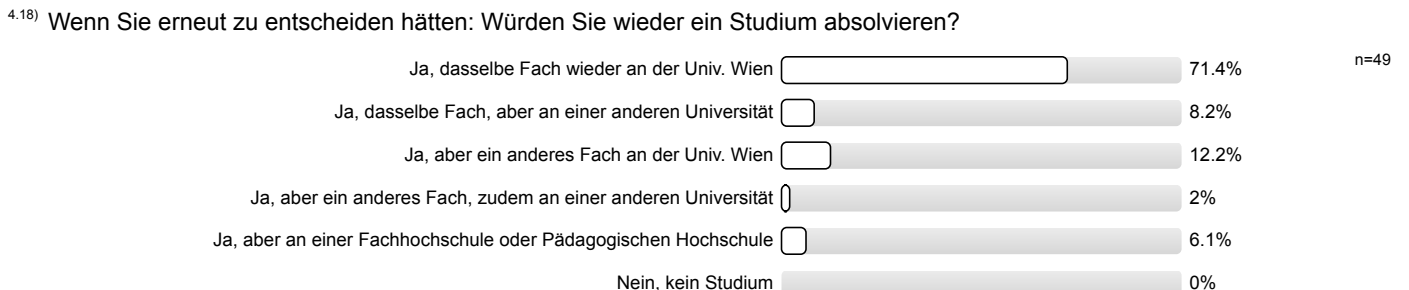 4.18) Wenn Sie erneut zu entscheiden hätten: Würden Sie wieder ein Studium absolvieren?
Ja, dasselbe Fach wieder an der Univ. Wien 71.4% n=49
Ja, dasselbe Fach, aber an einer anderen Universität 8.2%
Ja, aber ein anderes Fach an der Univ. Wien 12.2%
Ja, aber ein anderes Fach, zudem an einer anderen Universität 2%
Ja, aber an einer Fachhochschule oder Pädagogischen Hochschule 6.1%
Nein, kein Studium 0%